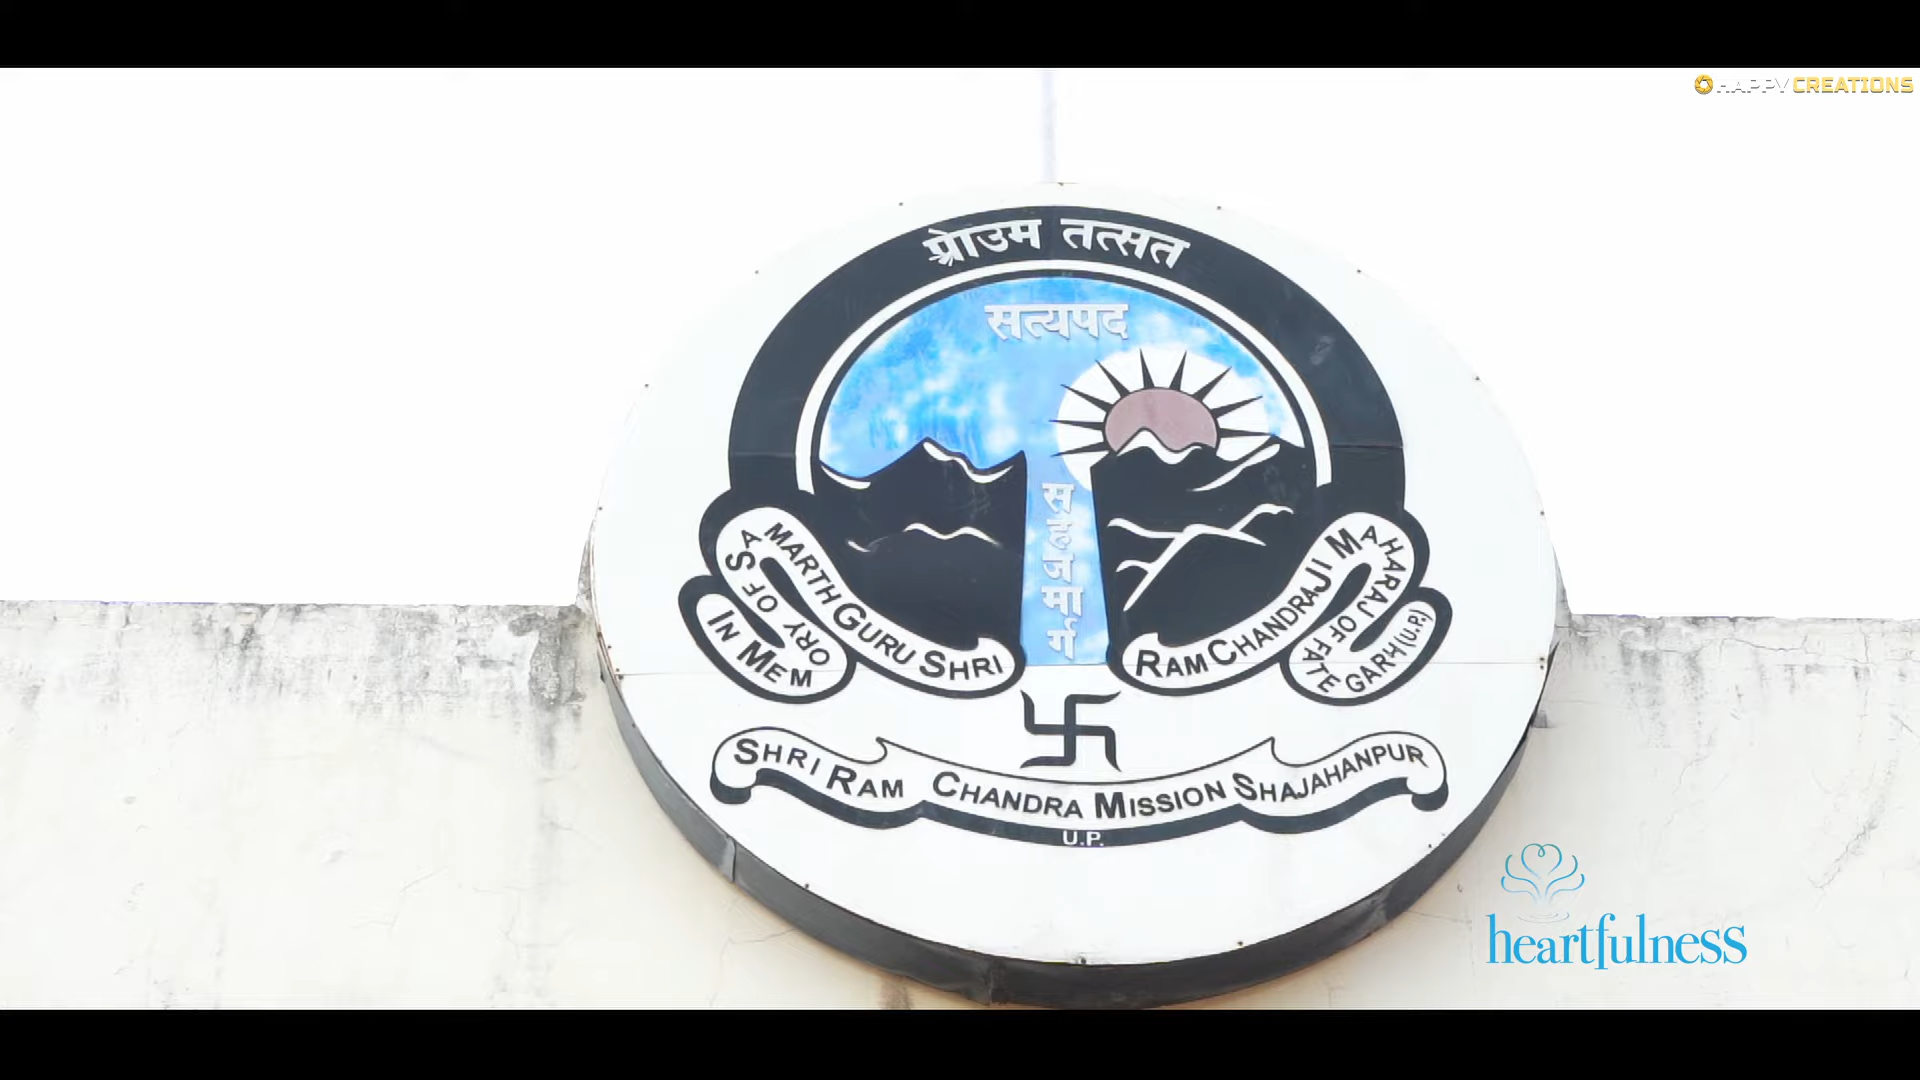 HAPPY CREATIONS
ओउम तत्सत
सत्यपद
सहजमार्ग
IN MEMORY OF SAMARTH GURU SHRI
RAM CHANDRAJI MAHARAJ OF FATEGARH (U.P.)
SHRI RAM CHANDRA MISSION SHAJAHANPUR
U.P.
heartfulness